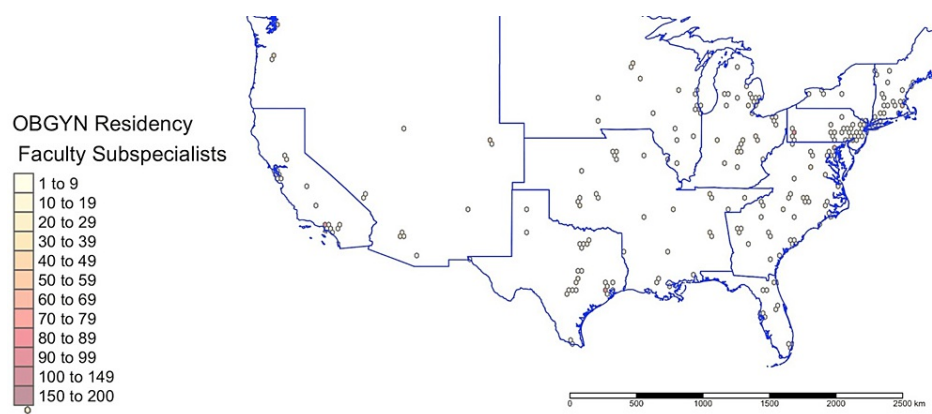 OBGYN Residency
Faculty Subspecialists
1 to 9
10 to 19
20 to 29
30 to 39
40 to 49
50 to 59
60 to 69
70 to 79
80 to 89
90 to 99
100 to 149
150 to 200
0 500 1000 1500 2000 2500 km